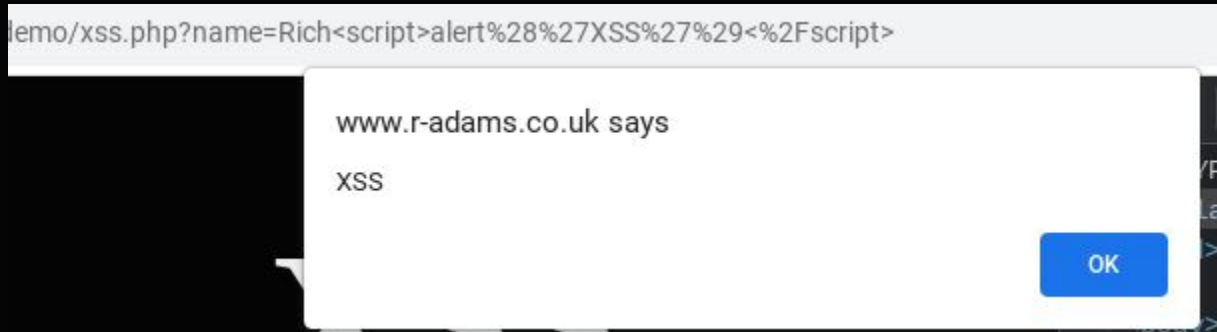 demo/xss.php?name=Rich<script>alert%28%27XSS%27%29<%2Fscript>
www.r-adams.co.uk says
XSS
OK